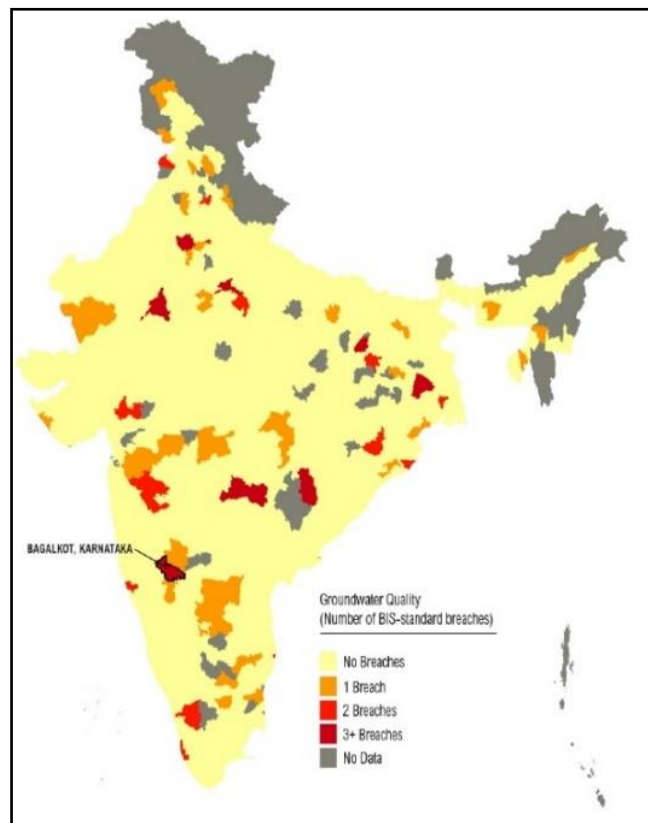 BAGALKOT, KARNATAKA
Groundwater Quality
(Number of BIS-standard breaches)
No Breaches
1 Breach
2 Breaches
3+ Breaches
No Data